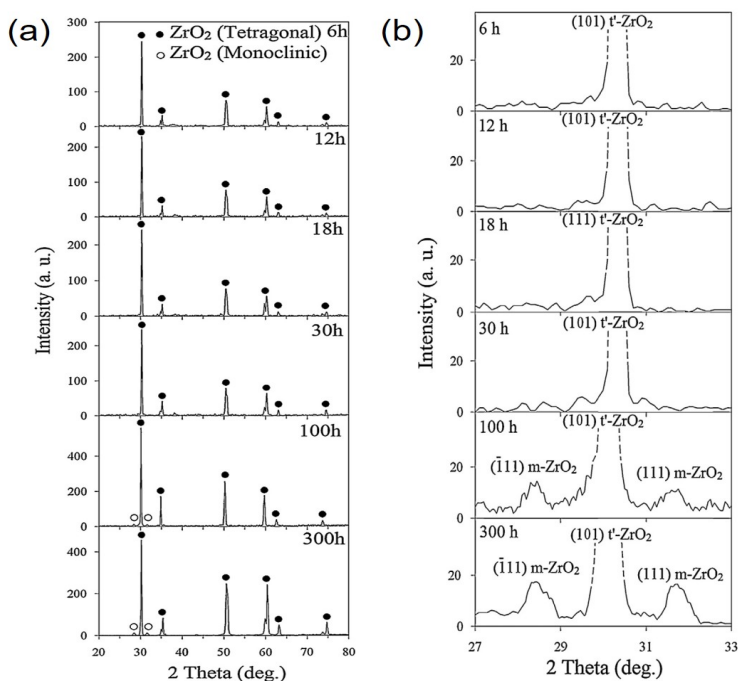 (a)
● ZrO₂ (Tetragonal) 6h
○ ZrO₂ (Monoclinic)
300
200
100
0
12h
200
100
0
18h
200
100
0
30h
200
100
0
100h
400
200
0
300h
400
200
0
20 30 40 50 60 70 80
2 Theta (deg.)
Intensity (a. u.)
(b)
6 h
(101) t'-ZrO₂
20
0
12 h
(101) t'-ZrO₂
20
0
18 h
(111) t'-ZrO₂
20
0
30 h
(101) t'-ZrO₂
20
0
100 h
(101) t'-ZrO₂
(1̄11) m-ZrO₂
(111) m-ZrO₂
20
0
300 h
(101) t'-ZrO₂
(1̄11) m-ZrO₂
(111) m-ZrO₂
20
0
27 29 31 33
2 Theta (deg.)
Intensity (a. u.)